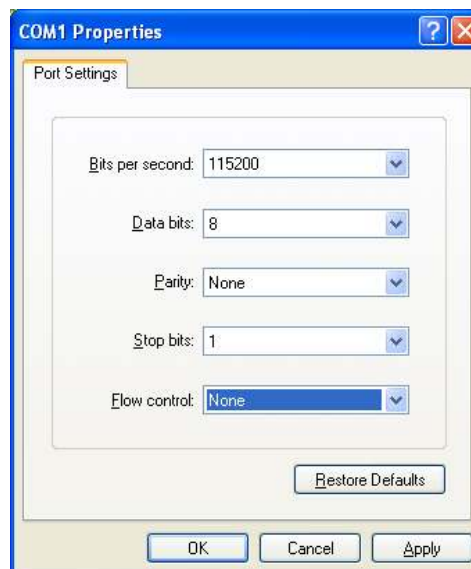 COM1 Properties
Port Settings
Bits per second: 115200
Data bits: 8
Parity: None
Stop bits: 1
Flow control: None
Restore Defaults
OK Cancel Apply